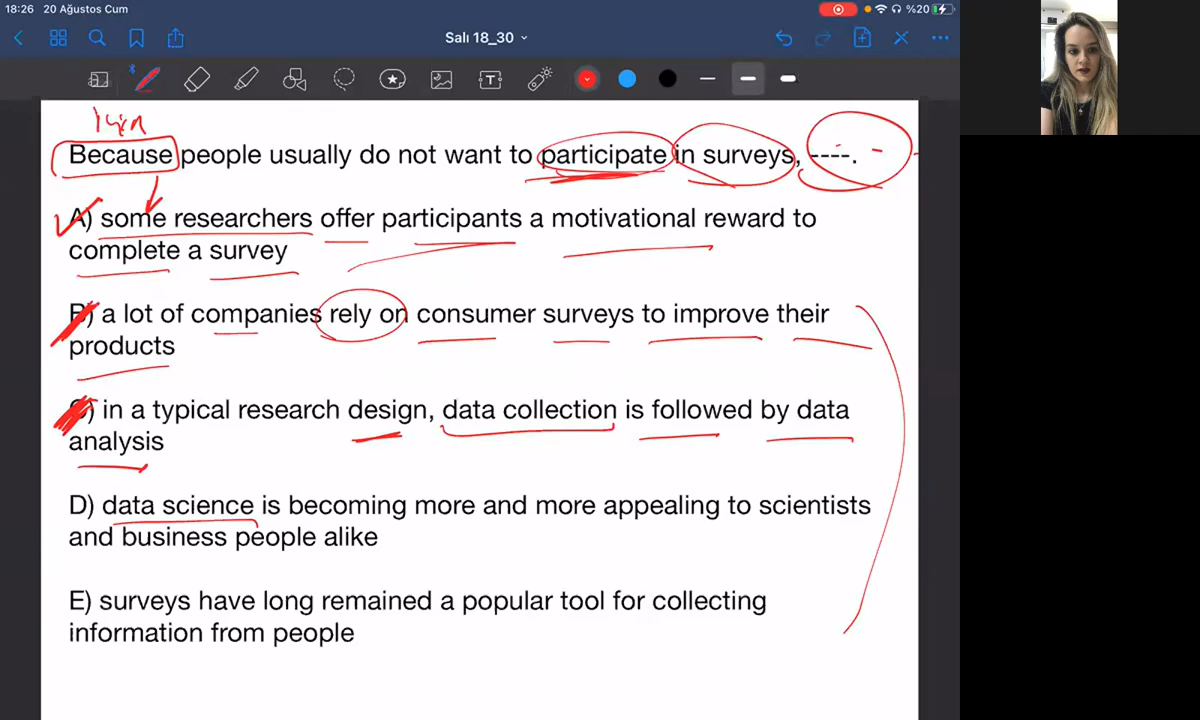 18:26 20 Ağustos Cum
%20
Salı 18_30
için
Because people usually do not want to participate in surveys, ----.
A) some researchers offer participants a motivational reward to
complete a survey
B) a lot of companies rely on consumer surveys to improve their
products
C) in a typical research design, data collection is followed by data
analysis
D) data science is becoming more and more appealing to scientists
and business people alike
E) surveys have long remained a popular tool for collecting
information from people